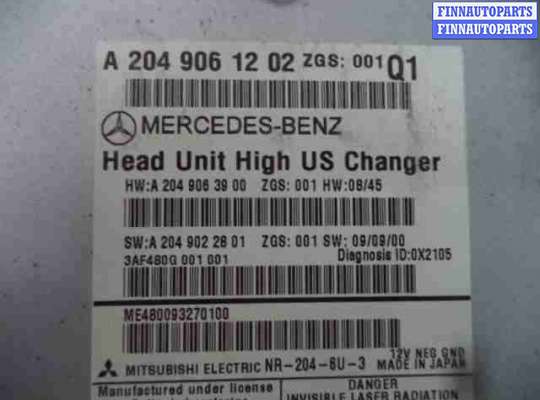 FINNAUTOPARTS
FINNAUTOPARTS
A 204 906 12 02 ZGS: 001 Q1
MERCEDES-BENZ
Head Unit High US Changer
HW:A 204 906 39 00 ZGS: 001 HW:08/45
SW:A 204 902 28 01 ZGS: 001 SW: 09/09/00
3AF480G 001 001 Diagnosis ID:0X2105
ME480093270100
12V NEG GND
MITSUBISHI ELECTRIC NR-204-8U-3 MADE IN JAPAN
Manufactured under license
DANGER
INVISIBLE LASER RADIATION